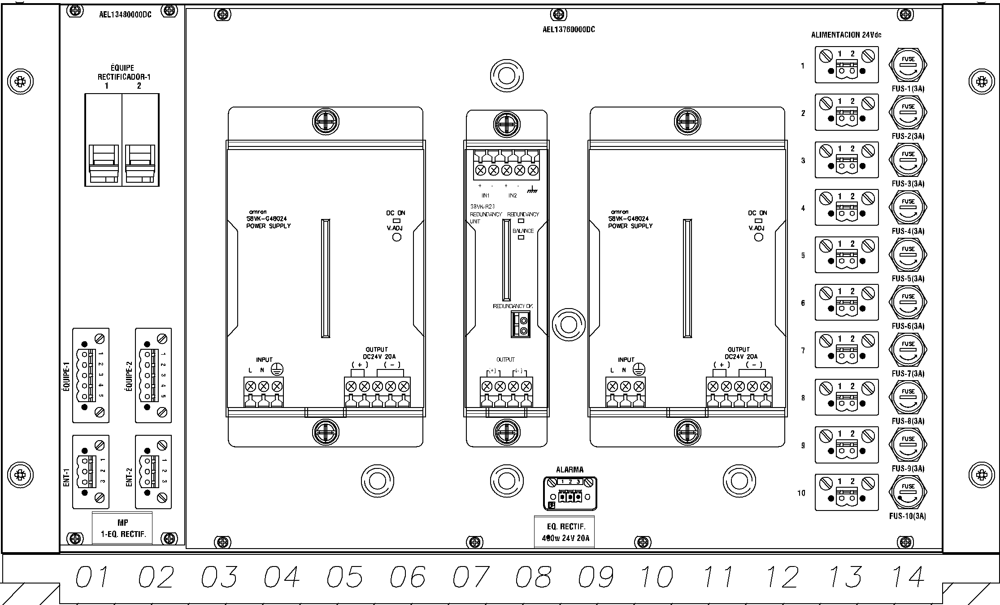 AEL13480000DC
ÉQUIPE
RECTIFICADOR-1
1 2
ÉQUIPE-1
1
2
3
4
5
ÉQUIPE-2
1
2
3
4
5
ENT-1
1
2
3
ENT-2
1
2
3
MP
1-EQ. RECTIF.
AEL13760000DC
omron
S8VK-G48024
POWER SUPPLY
DC ON
V.ADJ
INPUT
L N
OUTPUT
DC24V 20A
(+) (-)
+ - + -
IN1 IN2
REDUNDANCY
UNIT
REDUNDANCY
BALANCE
REDUNDANCY OK
OUTPUT
(+) (-)
omron
S8VK-G48024
POWER SUPPLY
DC ON
V.ADJ
INPUT
L N
OUTPUT
DC24V 20A
(+) (-)
ALARMA
1 2 3
EQ. RECTIF.
480w 24V 20A
ALIMENTACION 24Vdc
1 1 2 FUSE
FUS-1(3A)
2 1 2 FUSE
FUS-2(3A)
3 1 2 FUSE
FUS-3(3A)
4 1 2 FUSE
FUS-4(3A)
5 1 2 FUSE
FUS-5(3A)
6 1 2 FUSE
FUS-6(3A)
7 1 2 FUSE
FUS-7(3A)
8 1 2 FUSE
FUS-8(3A)
9 1 2 FUSE
FUS-9(3A)
10 1 2 FUSE
FUS-10(3A)
01 02 03 04 05 06 07 08 09 10 11 12 13 14